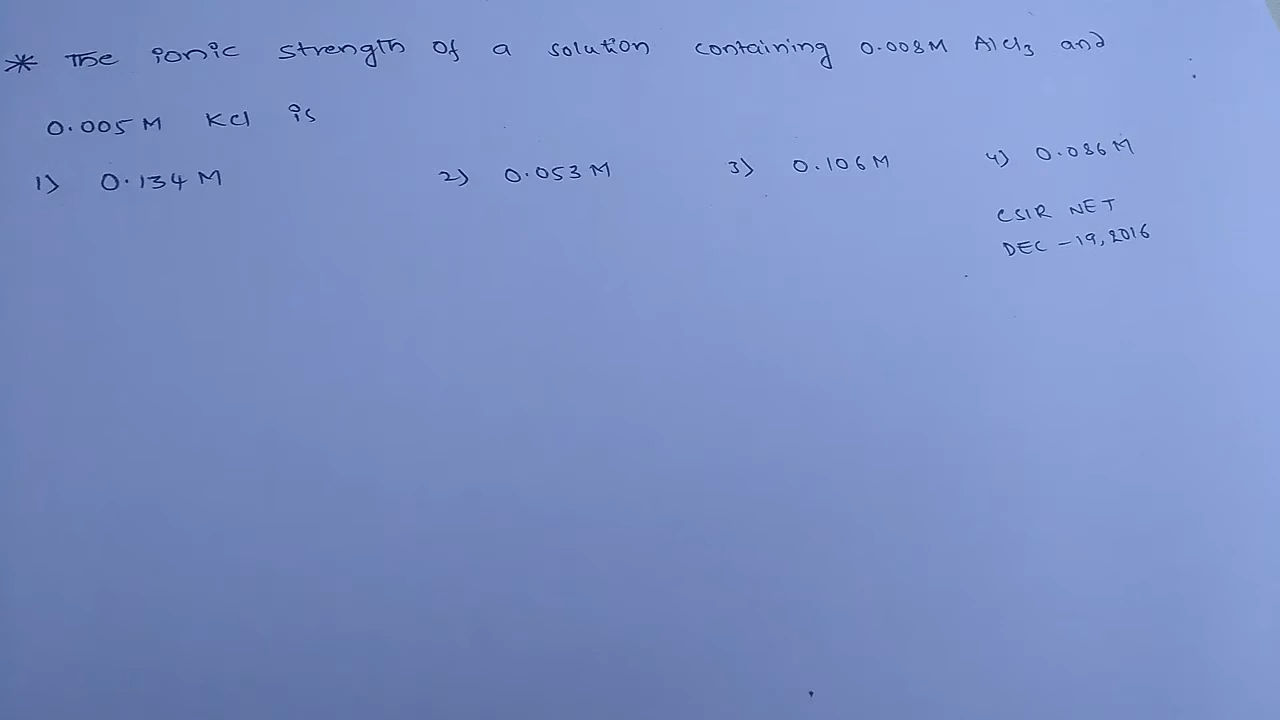 * The ionic strength of a solution containing 0.008M AlCl3 and
0.005M KCl is
1) 0.134 M 2) 0.053 M 3) 0.106 M 4) 0.086 M
CSIR NET
DEC - 19, 2016